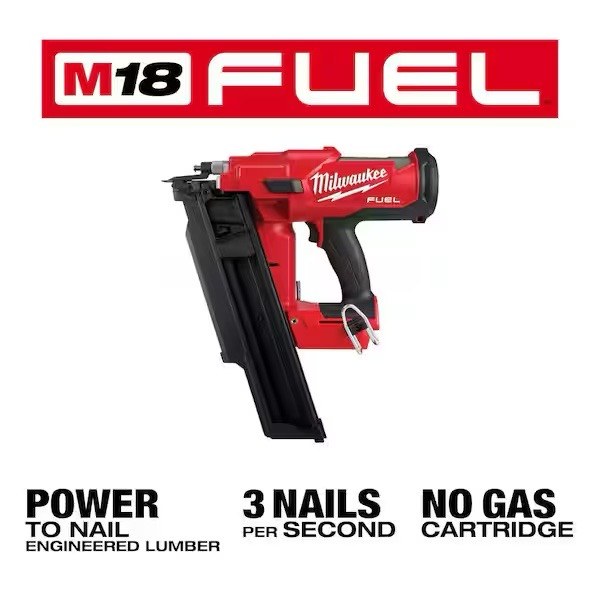 M18 FUEL
Milwaukee
FUEL
POWER
TO NAIL
ENGINEERED LUMBER
3 NAILS
PER SECOND
NO GAS
CARTRIDGE